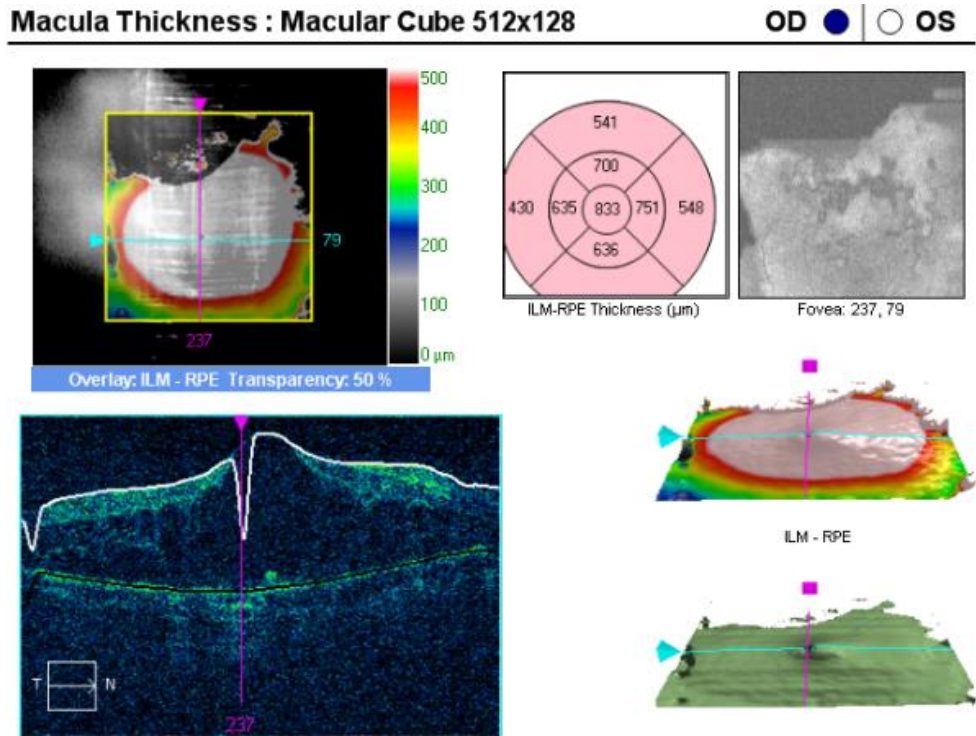 Macula Thickness : Macular Cube 512x128
OD OS
500
400
300
200
100
0 µm
79
237
Overlay: ILM - RPE Transparency: 50 %
541
700
430 635 833 751 548
636
ILM-RPE Thickness (µm)
Fovea: 237, 79
ILM - RPE
T N
237